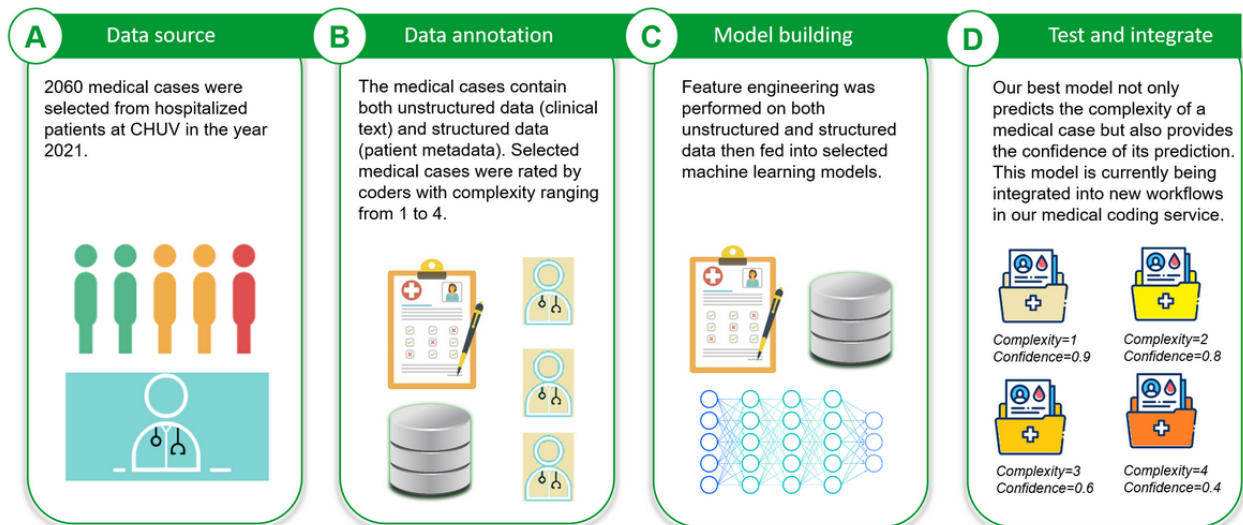 A Data source
2060 medical cases were
selected from hospitalized
patients at CHUV in the year
2021.
B Data annotation
The medical cases contain
both unstructured data (clinical
text) and structured data
(patient metadata). Selected
medical cases were rated by
coders with complexity ranging
from 1 to 4.
C Model building
Feature engineering was
performed on both
unstructured and structured
data then fed into selected
machine learning models.
D Test and integrate
Our best model not only
predicts the complexity of a
medical case but also provides
the confidence of its prediction.
This model is currently being
integrated into new workflows
in our medical coding service.
Complexity=1
Confidence=0.9
Complexity=2
Confidence=0.8
Complexity=3
Confidence=0.6
Complexity=4
Confidence=0.4